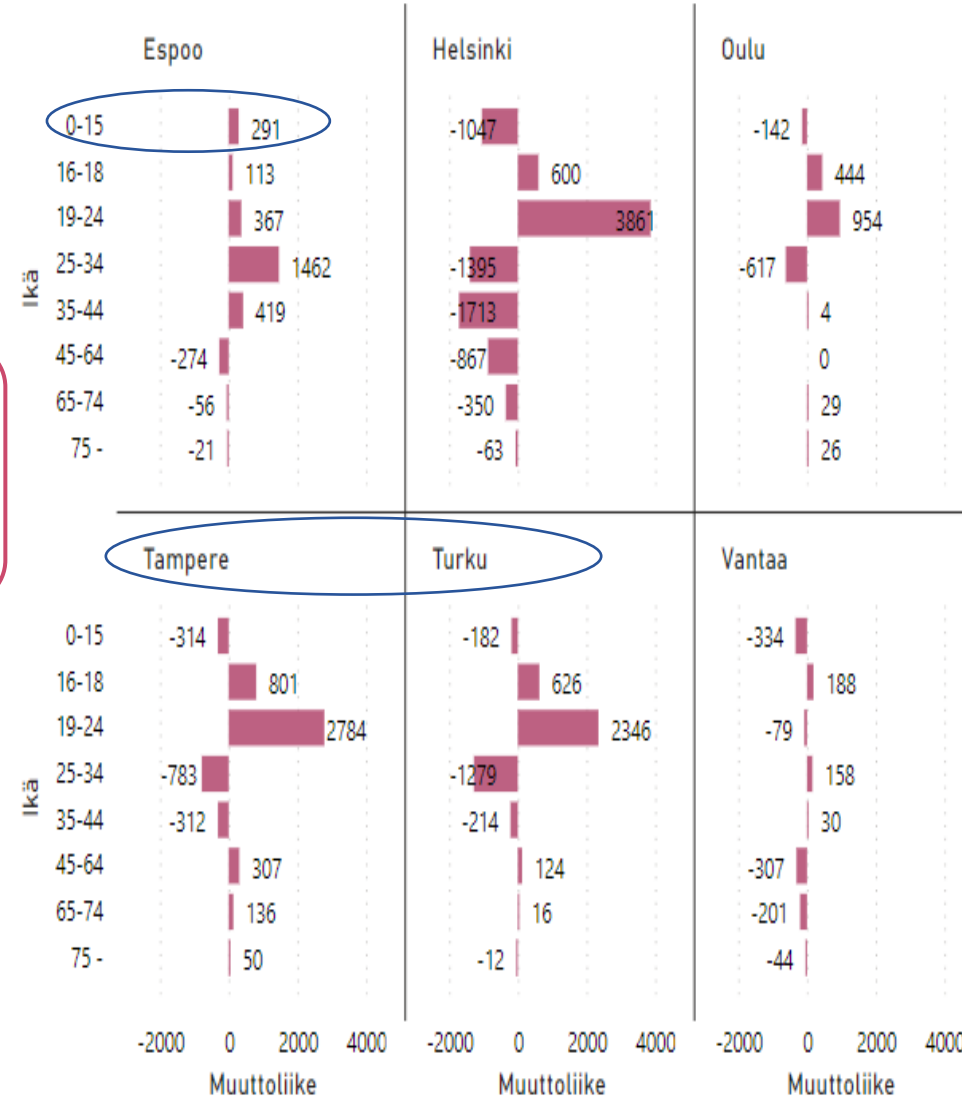 Espoo Helsinki Oulu
0-15 291 -1047 -142
16-18 113 600 444
19-24 367 3861 954
25-34 1462 -1395 -617
35-44 419 -1713 4
45-64 -274 -867 0
65-74 -56 -350 29
75 - -21 -63 26
Ikä
Tampere Turku Vantaa
0-15 -314 -182 -334
16-18 801 626 188
19-24 2784 2346 -79
25-34 -783 -1279 158
35-44 -312 -214 30
45-64 307 124 -307
65-74 136 16 -201
75 - 50 -12 -44
Ikä
-2000 0 2000 4000 -2000 0 2000 4000 -2000 0 2000 4000
Muuttoliike Muuttoliike Muuttoliike